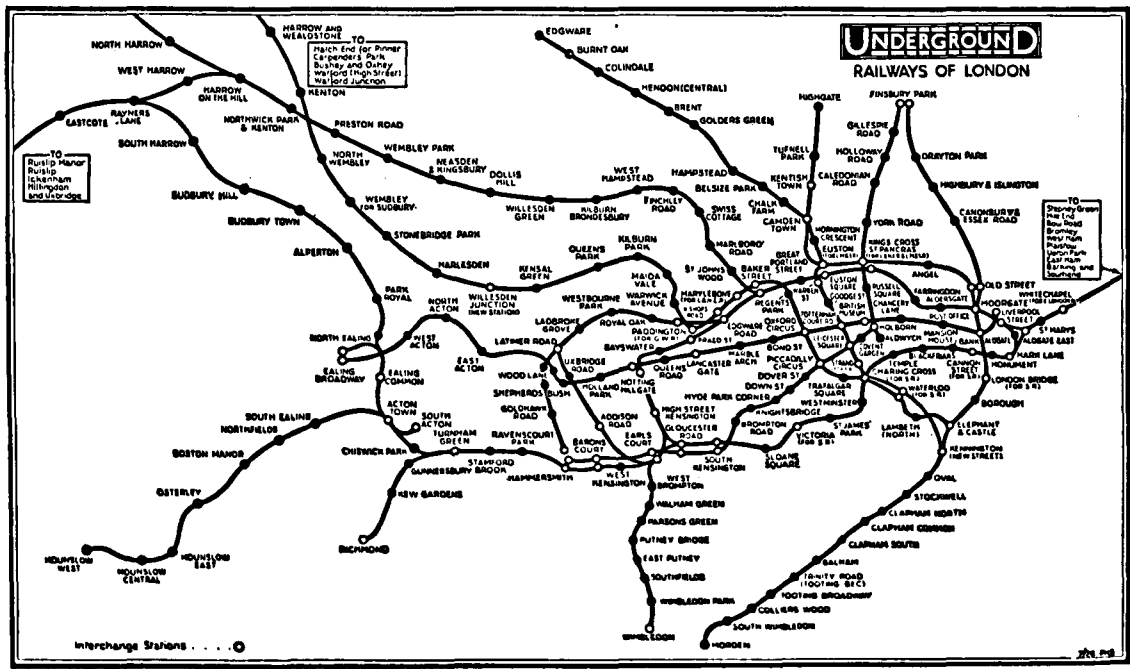 UNDERGROUND
RAILWAYS OF LONDON
NORTH HARROW
HARROW AND
WEALDSTONE
TO
Hatch End for Pinner
Carpenders Park
Bushey and Oxhey
Watford (High Street)
Watford Junction
EDGWARE
BURNT OAK
COLINDALE
HENDON (CENTRAL)
BRENT
GOLDERS GREEN
HIGHGATE
FINSBURY PARK
WEST HARROW
HARROW
ON THE HILL
KENTON
EASTCOTE
RAYNERS
LANE
NORTHWICK PARK
& KENTON
PRESTON ROAD
TUFNELL
PARK
GILLESPIE
ROAD
HOLLOWAY
ROAD
DRAYTON PARK
SOUTH HARROW
NORTH
WEMBLEY
WEMBLEY PARK
NEASDEN
& KINGSBURY
DOLLIS
HILL
WEST
HAMPSTEAD
HAMPSTEAD
KENTISH
TOWN
CALEDONIAN
ROAD
TO
Ruislip Manor
Ruislip
Ickenham
Hillingdon
and Uxbridge
SUDBURY HILL
WEMBLEY
FOR SUDBURY
WILLESDEN
GREEN
KILBURN
BRONDESBURY
FINCHLEY
ROAD
SWISS
COTTAGE
BELSIZE PARK
CHALK
FARM
CAMDEN
TOWN
HIGHBURY & ISLINGTON
CANONBURY &
ESSEX ROAD
TO
Stepney Green
Mile End
Bow Road
Bromley
West Ham
Plaistow
Upton Park
East Ham
Barking and
Southend
SUDBURY TOWN
STONEBRIDGE PARK
ALPERTON
HARLESDEN
KENSAL
GREEN
QUEENS
PARK
KILBURN
PARK
MARLBORO'
ROAD
ST JOHNS
WOOD
MORNINGTON
CRESCENT
YORK ROAD
EUSTON
KINGS CROSS
ST PANCRAS
ANGEL
OLD STREET
GREAT
PORTLAND
STREET
BAKER
STREET
MAIDA
VALE
WARWICK
AVENUE
MARYLEBONE
WILLESDEN
JUNCTION
(NEW STATION)
WESTBOURNE
PARK
ROYAL OAK
PADDINGTON
(FOR G.W.R)
EDGWARE
ROAD
REGENTS
PARK
WARREN
ST
EUSTON
SQUARE
GOODGE ST
RUSSELL
SQUARE
BRITISH
MUSEUM
CHANCERY
LANE
FARRINGDON
ALDERSGATE
MOORGATE
LIVERPOOL
STREET
WHITECHAPEL
ST MARYS
PARK
ROYAL
NORTH
ACTON
NORTH EALING
WEST
ACTON
EAST
ACTON
EALING
BROADWAY
LADBROKE
GROVE
LATIMER ROAD
UXBRIDGE
ROAD
WOOD LANE
SHEPHERDS BUSH
HOLLAND
PARK
NOTTING
HILL GATE
BAYSWATER
QUEENS
ROAD
LANCASTER
GATE
MARBLE
ARCH
BOND ST
PRAED ST
OXFORD
CIRCUS
TOTTENHAM
COURT RD
HOLBORN
POST OFFICE
BANK
ALDGATE
ALDGATE EAST
MARK LANE
MONUMENT
CANNON
STREET
MANSION
HOUSE
BLACKFRIARS
TEMPLE
ALDWYCH
COVENT
GARDEN
LEICESTER
SQUARE
STRAND
CHARING CROSS
PICCADILLY
CIRCUS
DOVER ST
DOWN ST
HYDE PARK CORNER
KNIGHTSBRIDGE
BROMPTON
ROAD
TRAFALGAR
SQUARE
WESTMINSTER
WATERLOO
(FOR S.R)
LAMBETH
(NORTH)
LONDON BRIDGE
(FOR S.R)
BOROUGH
ELEPHANT
& CASTLE
KENNINGTON
(NEW STREETS)
EALING
COMMON
ACTON
TOWN
SOUTH
ACTON
TURNHAM
GREEN
CHISWICK PARK
GUNNERSBURY
STAMFORD
BROOK
RAVENSCOURT
PARK
GOLDHAWK
ROAD
HAMMERSMITH
BARONS
COURT
ADDISON
ROAD
EARLS
COURT
WEST
KENSINGTON
HIGH STREET
KENSINGTON
GLOUCESTER
ROAD
SOUTH
KENSINGTON
SLOANE
SQUARE
VICTORIA
(FOR S.R)
ST JAMES'
PARK
SOUTH EALING
NORTHFIELDS
BOSTON MANOR
OSTERLEY
HOUNSLOW
EAST
HOUNSLOW
CENTRAL
HOUNSLOW
WEST
KEW GARDENS
RICHMOND
WEST
BROMPTON
WALHAM GREEN
PARSONS GREEN
PUTNEY BRIDGE
EAST PUTNEY
SOUTHFIELDS
WIMBLEDON PARK
WIMBLEDON
OVAL
STOCKWELL
CLAPHAM NORTH
CLAPHAM COMMON
CLAPHAM SOUTH
BALHAM
TRINITY ROAD
(TOOTING BEC)
TOOTING BROADWAY
COLLIERS WOOD
SOUTH WIMBLEDON
MORDEN
Interchange Stations . . . .